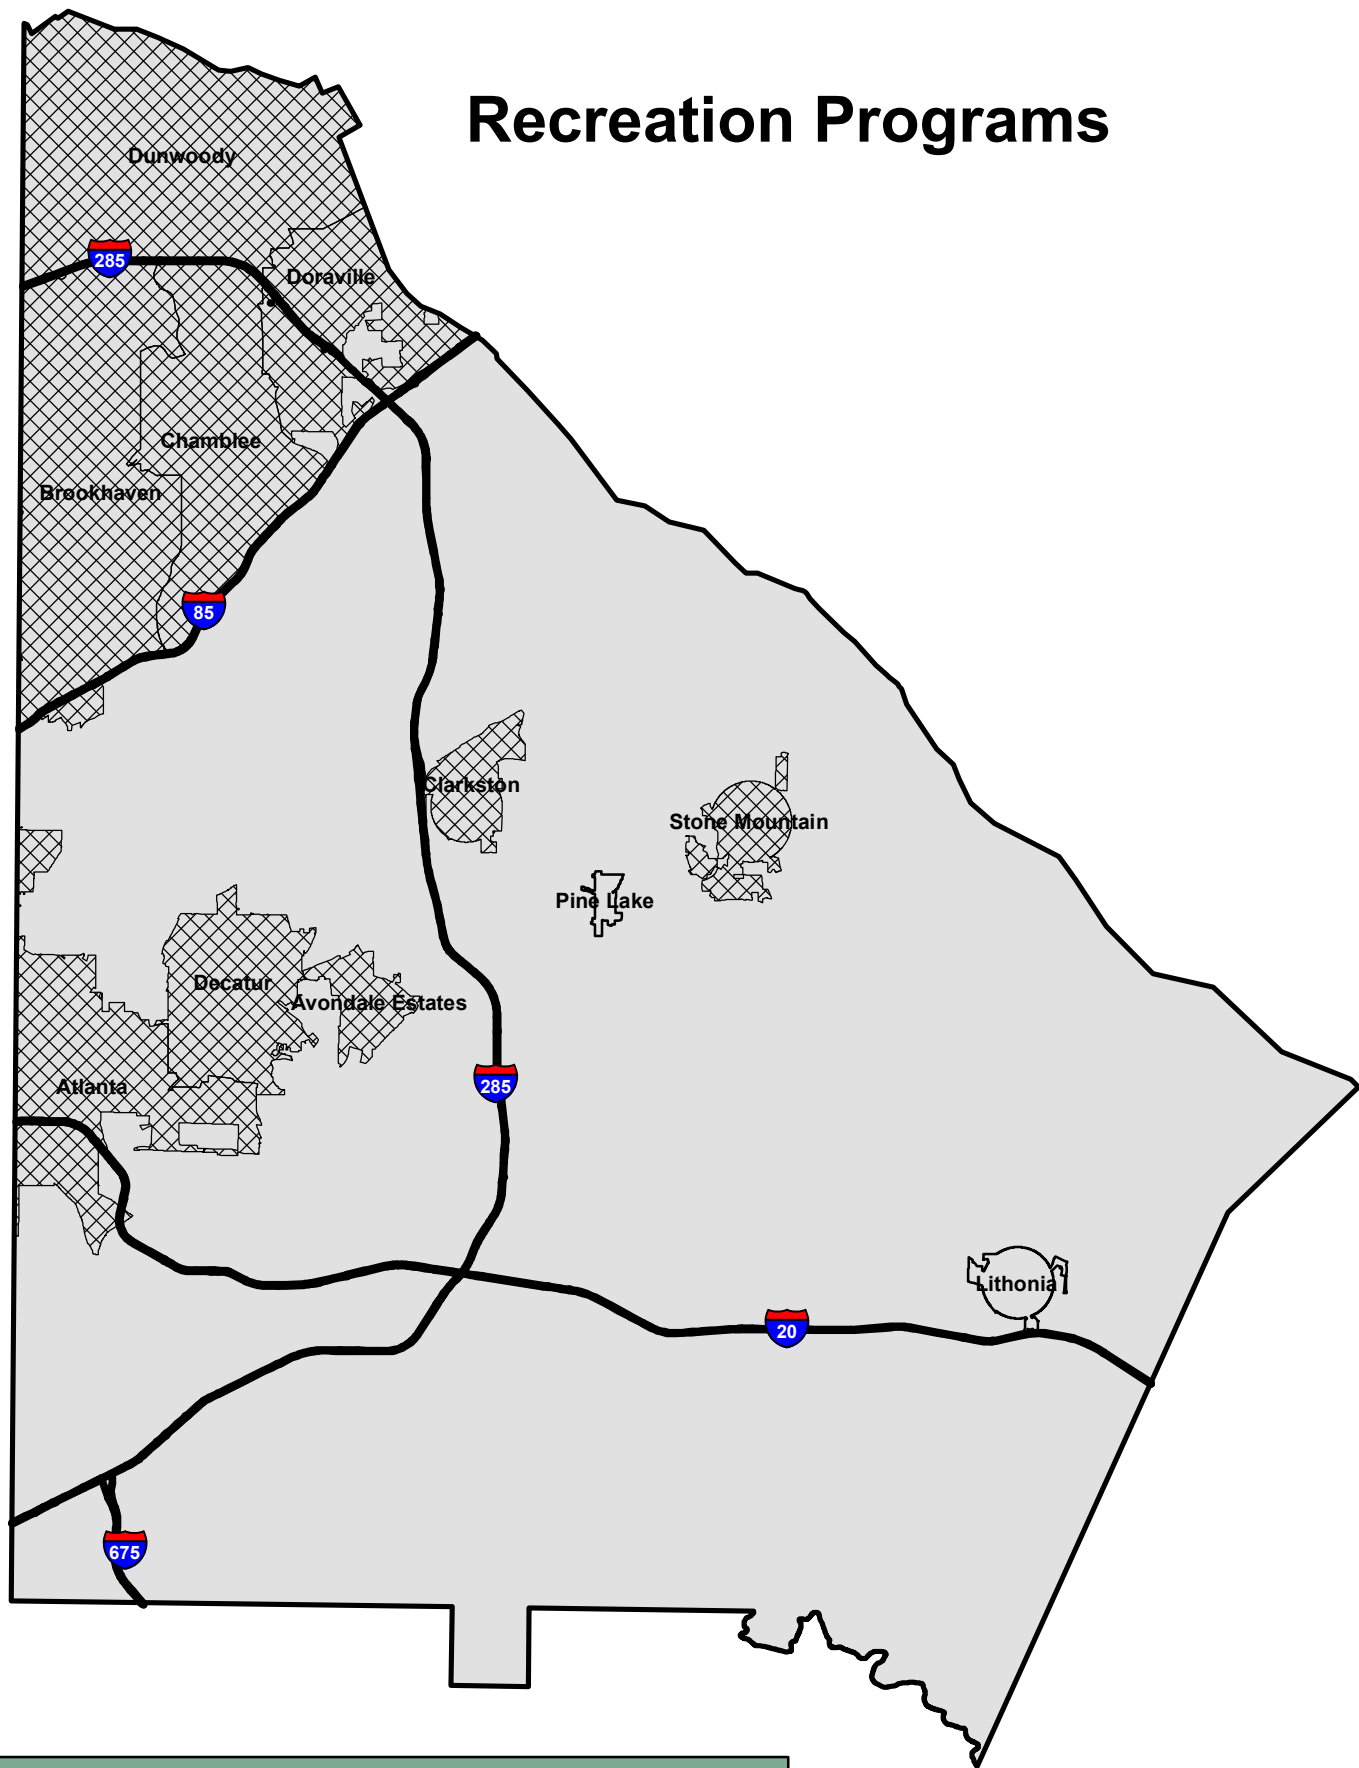 Recreation Programs
Dunwoody
285
Doraville
Chamblee
Brookhaven
85
Clarkston
Stone Mountain
Pine Lake
Decatur
Avondale Estates
Atlanta
285
Lithonia
20
675